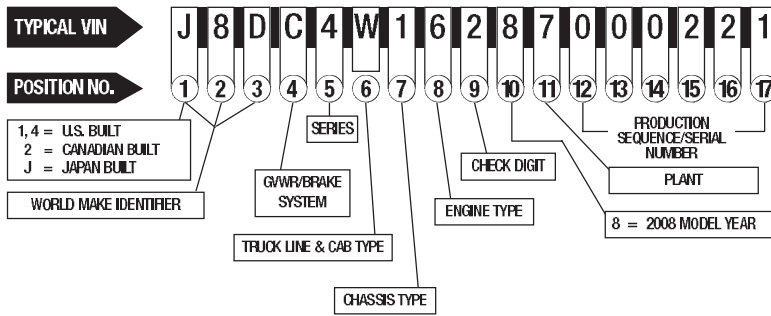 TYPICAL VIN
J 8 D C 4 W 1 6 2 8 7 0 0 0 2 2 1
POSITION NO.
1 2 3 4 5 6 7 8 9 10 11 12 13 14 15 16 17
1, 4 = U.S. BUILT
2 = CANADIAN BUILT
J = JAPAN BUILT
WORLD MAKE IDENTIFIER
SERIES
GVWR/BRAKE
SYSTEM
TRUCK LINE & CAB TYPE
CHASSIS TYPE
ENGINE TYPE
CHECK DIGIT
PRODUCTION
SEQUENCE/SERIAL
NUMBER
PLANT
8 = 2008 MODEL YEAR